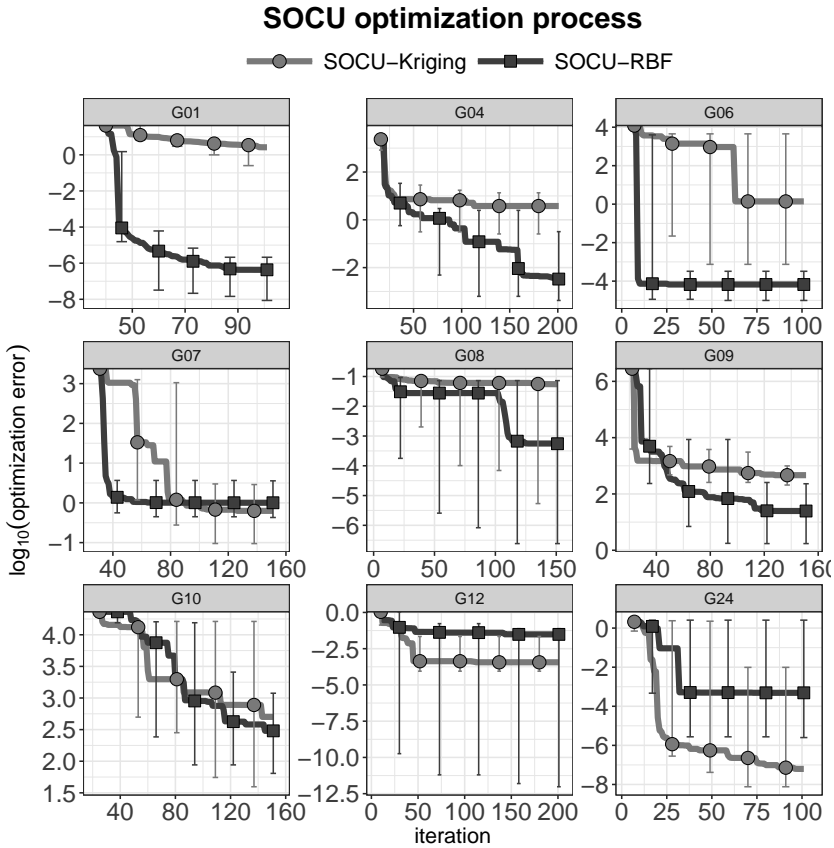 SOCU optimization process
SOCU−Kriging SOCU−RBF
G01 G04 G06
0 −2 −4 −6 −8
50 70 90
2 0 −2
50 100 150 200
4 2 0 −2 −4
0 25 50 75 100
G07 G08 G09
3 2 1 0 −1
40 80 120 160
−1 −2 −3 −4 −5 −6
0 50 100 150
6 4 2 0
40 80 120 160
G10 G12 G24
4.0 3.5 3.0 2.5 2.0 1.5
40 80 120 160
0.0 −2.5 −5.0 −7.5 −10.0 −12.5
0 50 100 150 200
0 −2 −4 −6 −8
0 25 50 75 100
log10(optimization error)
iteration